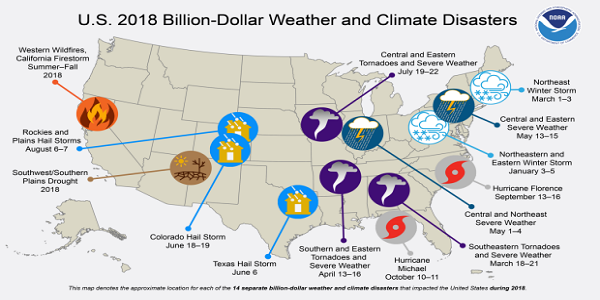 U.S. 2018 Billion-Dollar Weather and Climate Disasters
NOAA
Western Wildfires,
California Firestorm
Summer–Fall
2018
Central and Eastern
Tornadoes and Severe Weather
July 19–22
Northeast
Winter Storm
March 1–3
Rockies and
Plains Hail Storms
August 6–7
Central and Eastern
Severe Weather
May 13–15
Southwest/Southern
Plains Drought
2018
Northeastern and
Eastern Winter Storm
January 3–5
Hurricane Florence
September 13–16
Colorado Hail Storm
June 18–19
Texas Hail Storm
June 6
Southern and Eastern
Tornadoes and
Severe Weather
April 13–16
Hurricane
Michael
October 10–11
Central and Northeast
Severe Weather
May 1–4
Southeastern Tornadoes
and Severe Weather
March 18–21
This map denotes the approximate location for each of the 14 separate billion-dollar weather and climate disasters that impacted the United States during 2018.